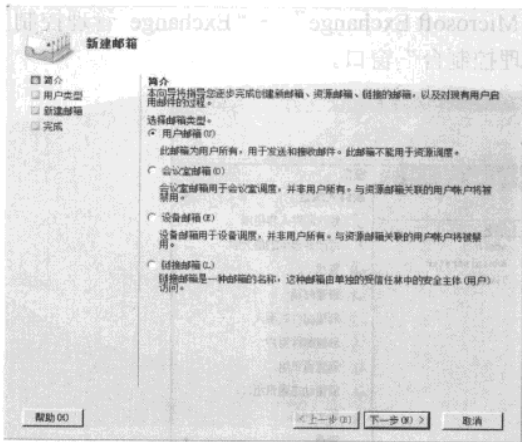 新建邮箱
简介
用户类型
新建邮箱
完成
简介
本向导将指导您逐步完成创建新邮箱、资源邮箱、链接的邮箱，以及对现有用户启
用邮件的过程。
选择邮箱类型。
用户邮箱(U)
此邮箱为用户所有，用于发送和接收邮件。此邮箱不能用于资源调度。
会议室邮箱(O)
会议室邮箱用于会议室调度，并非用户所有。与资源邮箱关联的用户帐户将被
禁用。
设备邮箱(E)
设备邮箱用于设备调度，并非用户所有。与资源邮箱关联的用户帐户将被禁
用。
链接邮箱(L)
链接邮箱是一种邮箱的名称，这种邮箱由单独的受信任林中的安全主体(用户)
访问。
帮助(H)
< 上一步(B)
下一步(N) >
取消